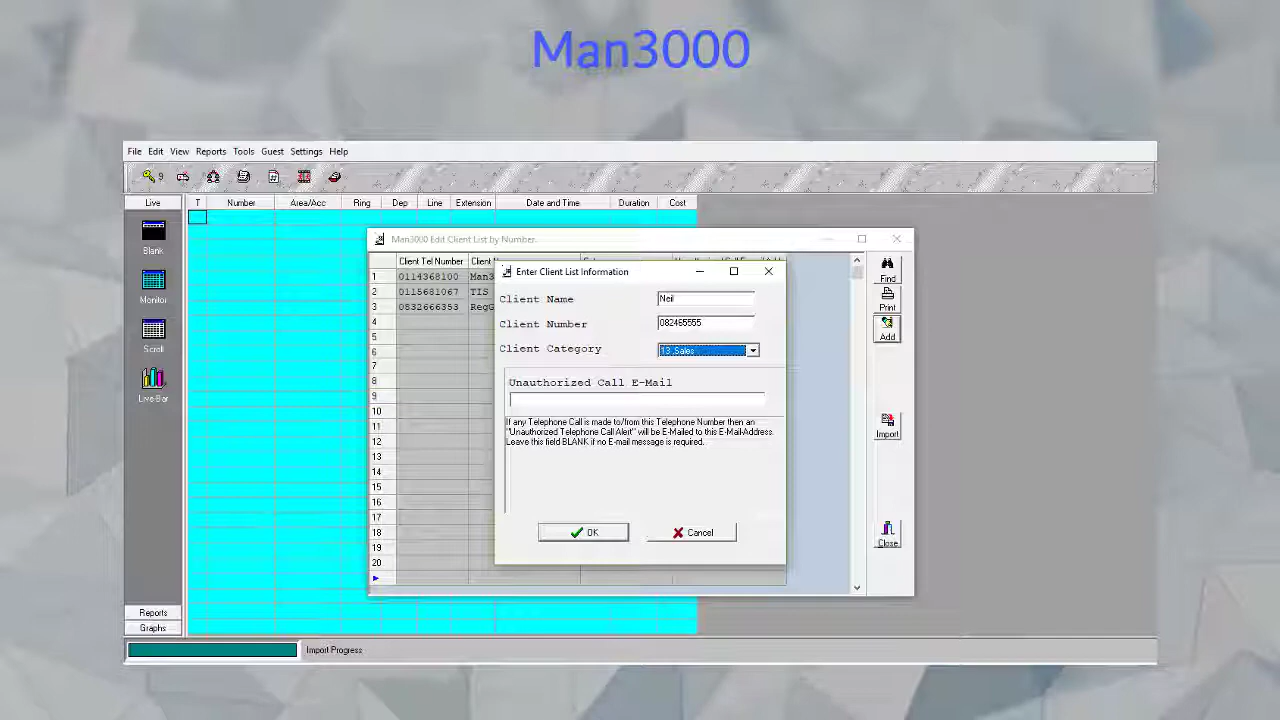 Man3000
File Edit View Reports Tools Guest Settings Help
9
Live T Number Area/Acc Ring Dep Line Extension Date and Time Duration Cost
Blank
Monitor
Scroll
Live-Bar
Reports
Graphs
Import Progress
Man3000 Edit Client List by Number.
Client Tel Number
1 0114368100 Man3
2 0115681067 TIS
3 0832666353
4
5
6
7
8
9
10
11
12
13
14
15
16
17
18
19
20
Find
Print
Add
Import
Close
Enter Client List Information
Client Name Neil
Client Number 082465555
Client Category 13 .Sales
Unauthorized Call E-Mail
If any Telephone Call is made to/from this Telephone Number then an
"Unauthorized Telephone Call Alert" will be E-Mailed to this E-Mail-Address.
Leave this field BLANK if no E-mail message is required.
OK Cancel